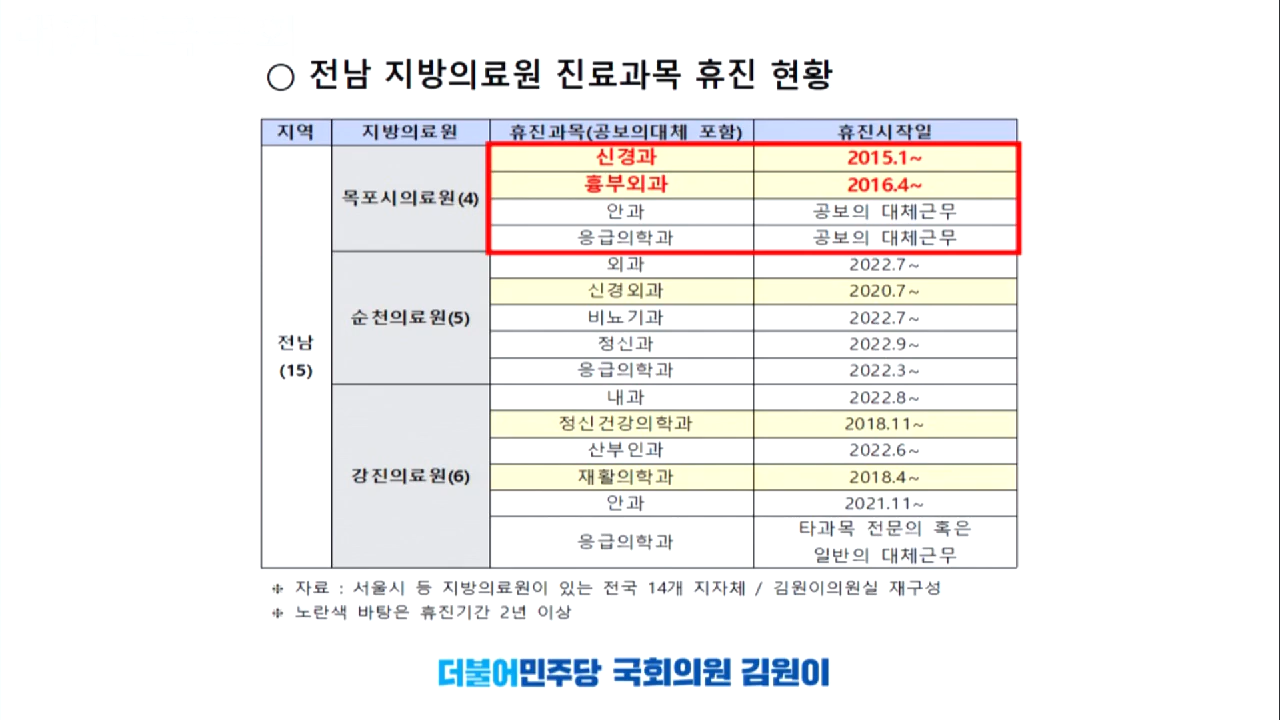 ○ 전남 지방의료원 진료과목 휴진 현황
지역 지방의료원 휴진과목(공보의대체 포함) 휴진시작일
전남
(15)
목포시의료원(4)
신경과 2015.1~
흉부외과 2016.4~
안과 공보의 대체근무
응급의학과 공보의 대체근무
순천의료원(5)
외과 2022.7~
신경외과 2020.7~
비뇨기과 2022.7~
정신과 2022.9~
응급의학과 2022.3~
강진의료원(6)
내과 2022.8~
정신건강의학과 2018.11~
산부인과 2022.6~
재활의학과 2018.4~
안과 2021.11~
응급의학과 타과목 전문의 혹은
일반의 대체근무
※ 자료 : 서울시 등 지방의료원이 있는 전국 14개 지자체 / 김원이의원실 재구성
※ 노란색 바탕은 휴진기간 2년 이상
더불어민주당 국회의원 김원이